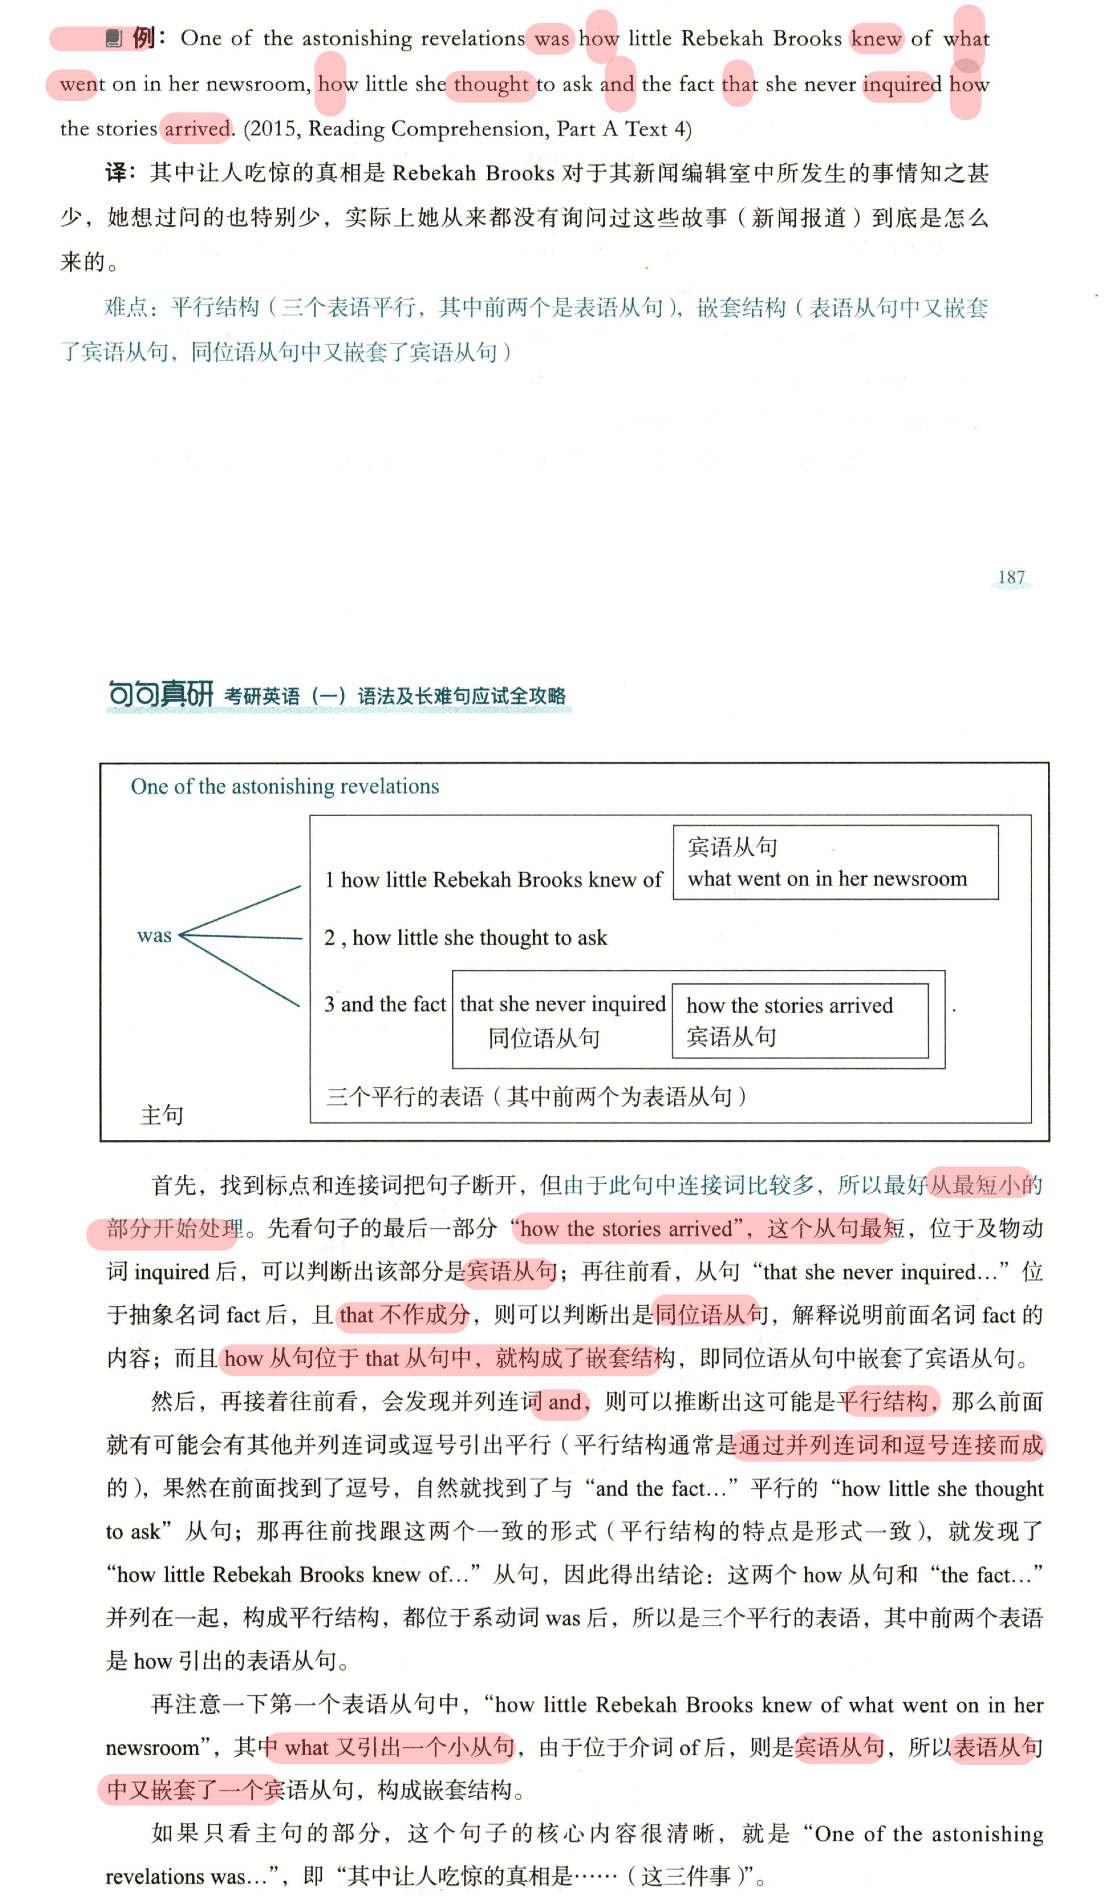 例：One of the astonishing revelations was how little Rebekah Brooks knew of what
went on in her newsroom, how little she thought to ask and the fact that she never inquired how
the stories arrived. (2015, Reading Comprehension, Part A Text 4)
译：其中让人吃惊的真相是 Rebekah Brooks 对于其新闻编辑室中所发生的事情知之甚
少，她想过问的也特别少，实际上她从来都没有询问过这些故事（新闻报道）到底是怎么
来的。
难点：平行结构（三个表语平行，其中前两个是表语从句），嵌套结构（表语从句中又嵌套
了宾语从句，同位语从句中又嵌套了宾语从句）
187
句句真研 考研英语（一）语法及长难句应试全攻略
One of the astonishing revelations
宾语从句
1 how little Rebekah Brooks knew of what went on in her newsroom
was 2 , how little she thought to ask
3 and the fact that she never inquired how the stories arrived .
同位语从句 宾语从句
三个平行的表语（其中前两个为表语从句）
主句
首先，找到标点和连接词把句子断开，但由于此句中连接词比较多，所以最好从最短小的
部分开始处理。先看句子的最后一部分“how the stories arrived”，这个从句最短，位于及物动
词 inquired 后，可以判断出该部分是宾语从句；再往前看，从句“that she never inquired…”位
于抽象名词 fact 后，且 that 不作成分，则可以判断出是同位语从句，解释说明前面名词 fact 的
内容；而且 how 从句位于 that 从句中，就构成了嵌套结构，即同位语从句中嵌套了宾语从句。
然后，再接着往前看，会发现并列连词 and，则可以推断出这可能是平行结构，那么前面
就有可能会有其他并列连词或逗号引出平行（平行结构通常是通过并列连词和逗号连接而成
的），果然在前面找到了逗号，自然就找到了与“and the fact…”平行的“how little she thought
to ask”从句；那再往前找跟这两个一致的形式（平行结构的特点是形式一致），就发现了
“how little Rebekah Brooks knew of…”从句，因此得出结论：这两个 how 从句和“the fact…”
并列在一起，构成平行结构，都位于系动词 was 后，所以是三个平行的表语，其中前两个表语
是 how 引出的表语从句。
再注意一下第一个表语从句中，“how little Rebekah Brooks knew of what went on in her
newsroom”，其中 what 又引出一个小从句，由于位于介词 of 后，则是宾语从句，所以表语从句
中又嵌套了一个宾语从句，构成嵌套结构。
如果只看主句的部分，这个句子的核心内容很清晰，就是“One of the astonishing
revelations was…”，即“其中让人吃惊的真相是……（这三件事）”。